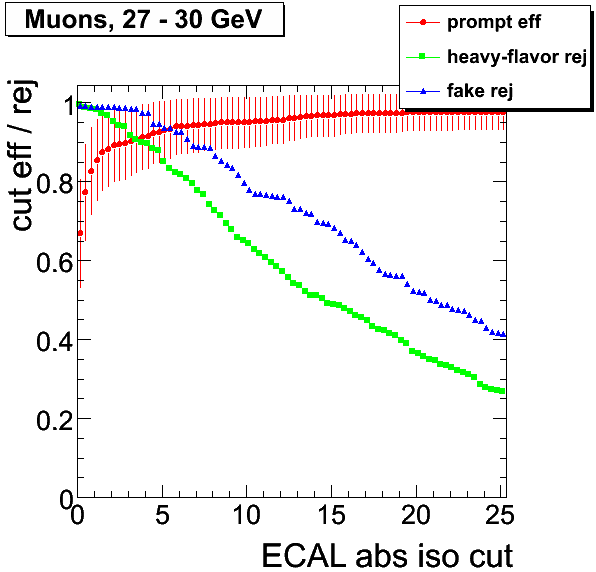 Muons, 27 - 30 GeV
prompt eff
heavy-flavor rej
fake rej
cut eff / rej
1
0.8
0.6
0.4
0.2
0
0 5 10 15 20 25
ECAL abs iso cut